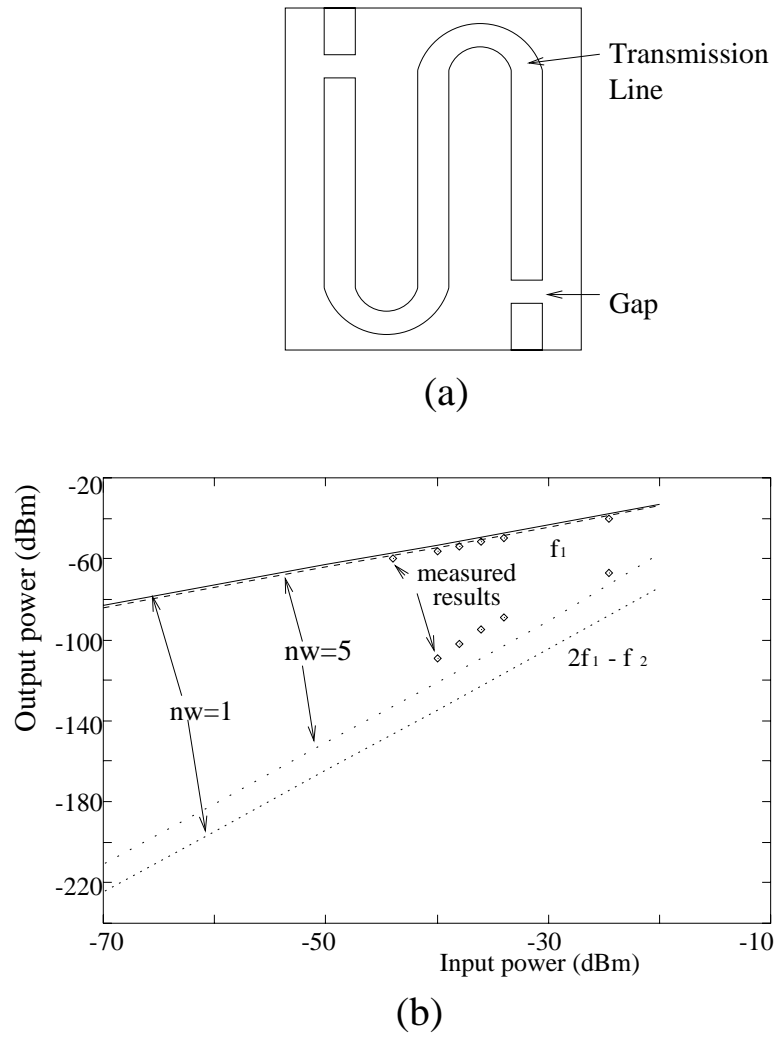 Transmission
Line
Gap
(a)
Output power (dBm)
-20
-60
-100
-140
-180
-220
f1
measured
results
nw=5
nw=1
2f1 - f2
-70
-50
-30
-10
Input power (dBm)
(b)